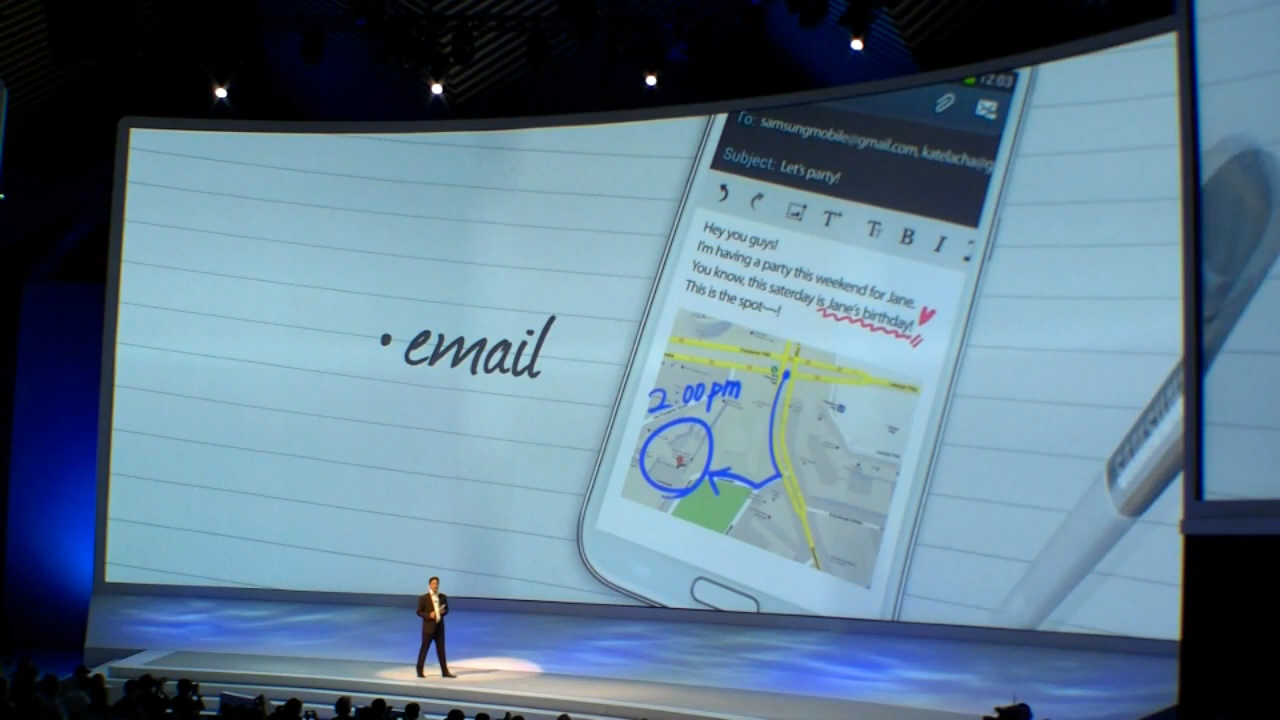 12:03
To: samsungmobile@gmail.com, katelacha@g
Subject: Let's party!
T T B I
Hey you guys!
I'm having a party this weekend for Jane.
You know, this saterday is Jane's birthday!
This is the spot~!
• email
2:00pm